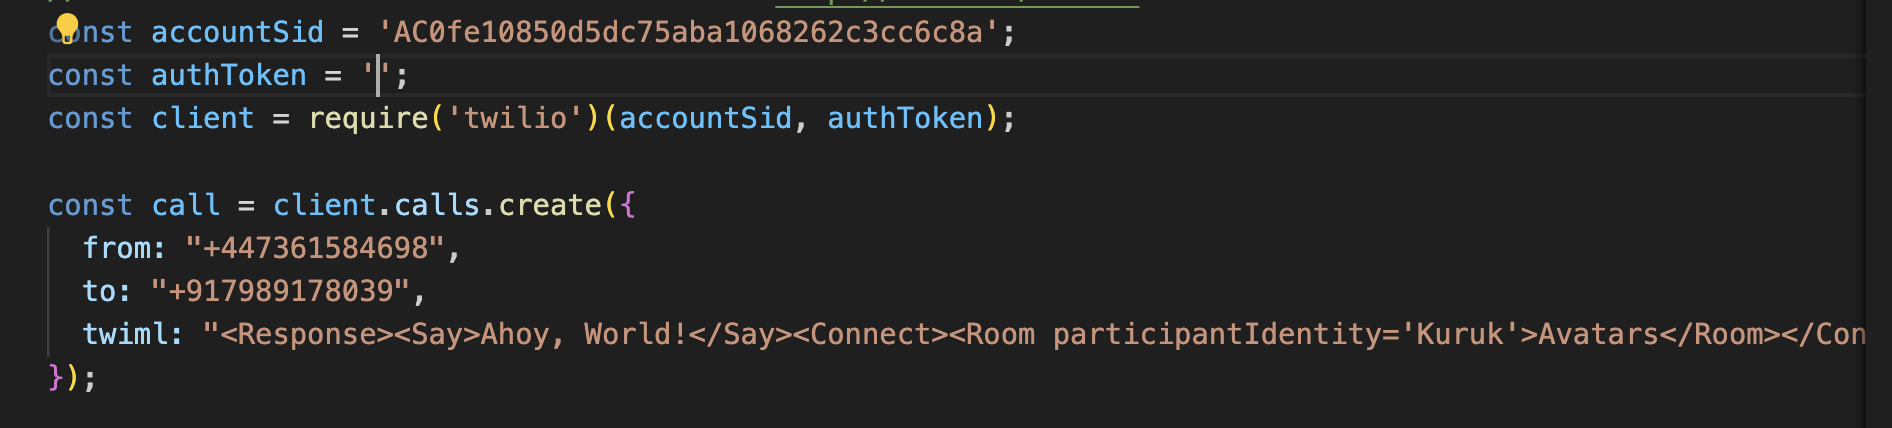 const accountSid = 'AC0fe10850d5dc75aba1068262c3cc6c8a';
const authToken = '';
const client = require('twilio')(accountSid, authToken);
const call = client.calls.create({
from: "+447361584698",
to: "+917989178039",
twiml: "<Response><Say>Ahoy, World!</Say><Connect><Room participantIdentity='Kuruk'>Avatars</Room></Con
});